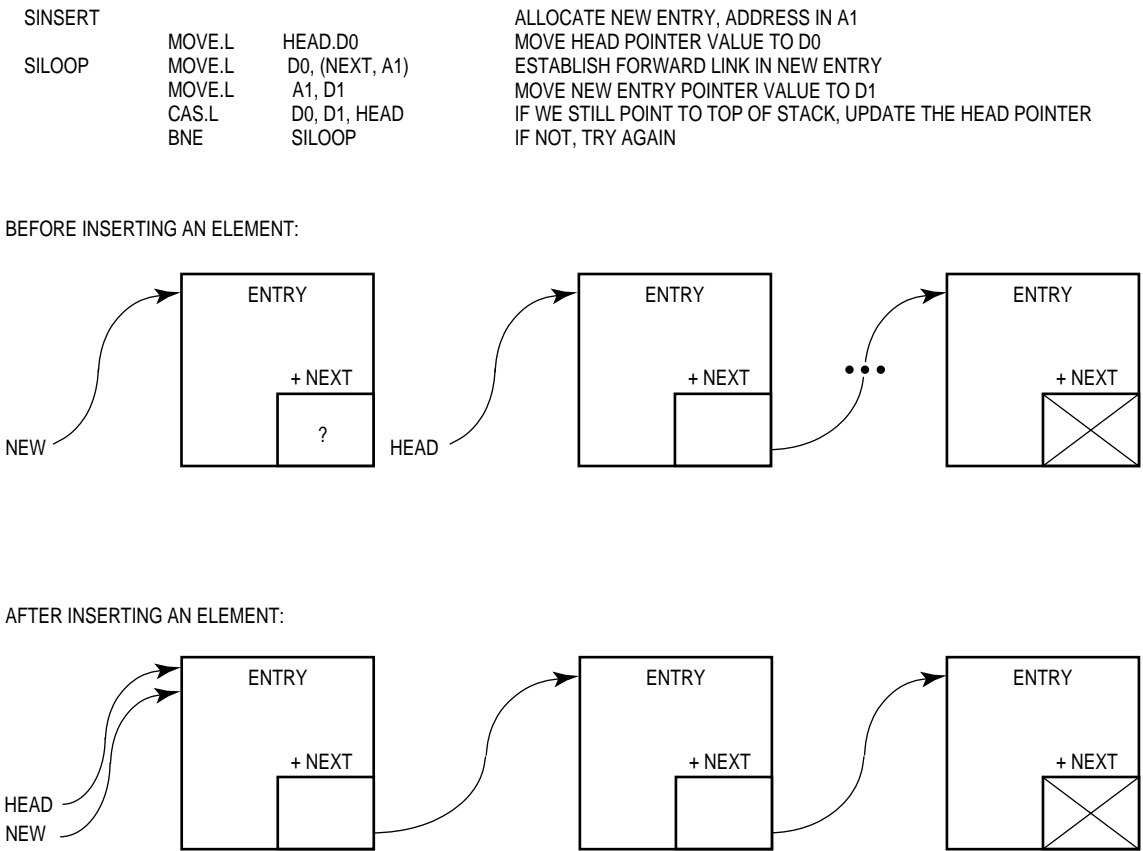 SINSERT ALLOCATE NEW ENTRY, ADDRESS IN A1
MOVE.L HEAD.D0 MOVE HEAD POINTER VALUE TO D0
SILOOP MOVE.L D0, (NEXT, A1) ESTABLISH FORWARD LINK IN NEW ENTRY
MOVE.L A1, D1 MOVE NEW ENTRY POINTER VALUE TO D1
CAS.L D0, D1, HEAD IF WE STILL POINT TO TOP OF STACK, UPDATE THE HEAD POINTER
BNE SILOOP IF NOT, TRY AGAIN
BEFORE INSERTING AN ELEMENT:
ENTRY ENTRY ENTRY
+ NEXT + NEXT + NEXT
NEW ? HEAD
AFTER INSERTING AN ELEMENT:
ENTRY ENTRY ENTRY
+ NEXT + NEXT + NEXT
HEAD
NEW